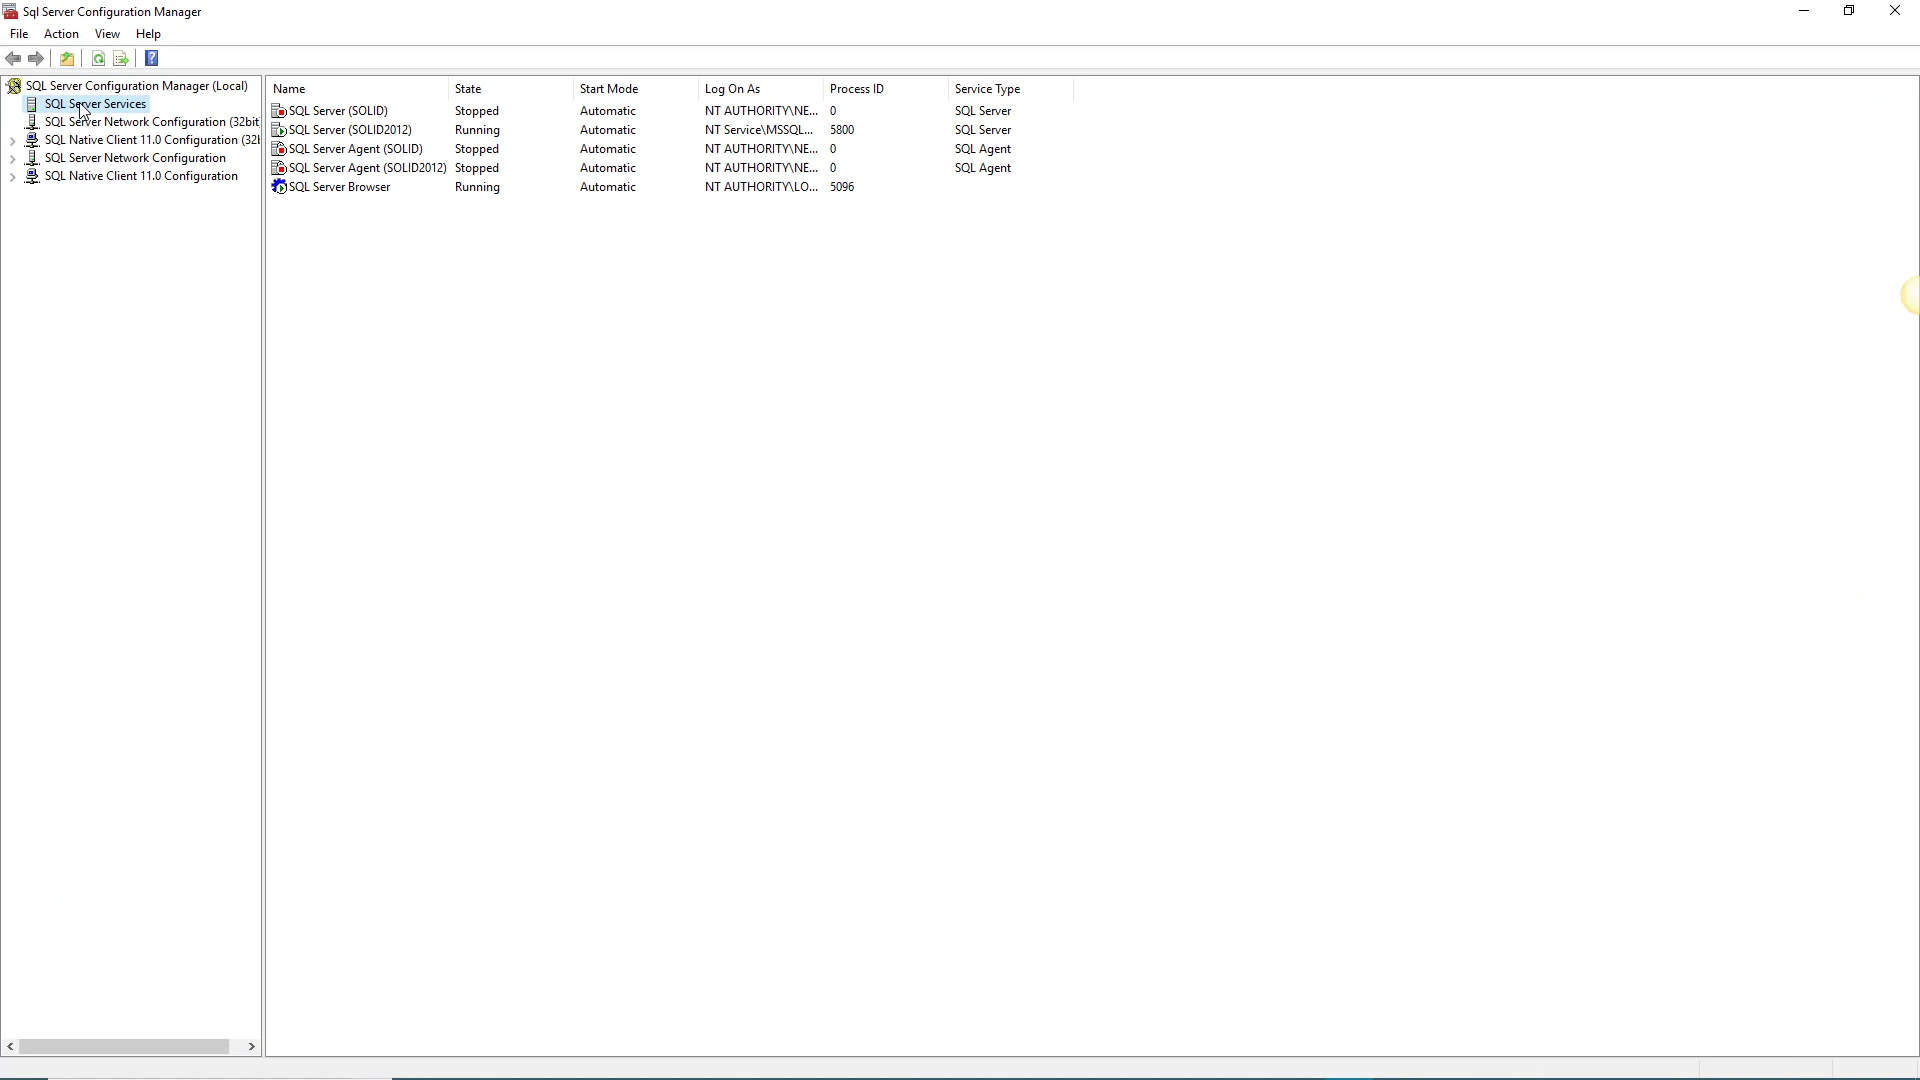 Sql Server Configuration Manager
File Action View Help
SQL Server Configuration Manager (Local)
SQL Server Services
SQL Server Network Configuration (32bit
SQL Native Client 11.0 Configuration (32b
SQL Server Network Configuration
SQL Native Client 11.0 Configuration
Name State Start Mode Log On As Process ID Service Type
SQL Server (SOLID) Stopped Automatic NT AUTHORITY\NE... 0 SQL Server
SQL Server (SOLID2012) Running Automatic NT Service\MSSQL... 5800 SQL Server
SQL Server Agent (SOLID) Stopped Automatic NT AUTHORITY\NE... 0 SQL Agent
SQL Server Agent (SOLID2012) Stopped Automatic NT AUTHORITY\NE... 0 SQL Agent
SQL Server Browser Running Automatic NT AUTHORITY\LO... 5096